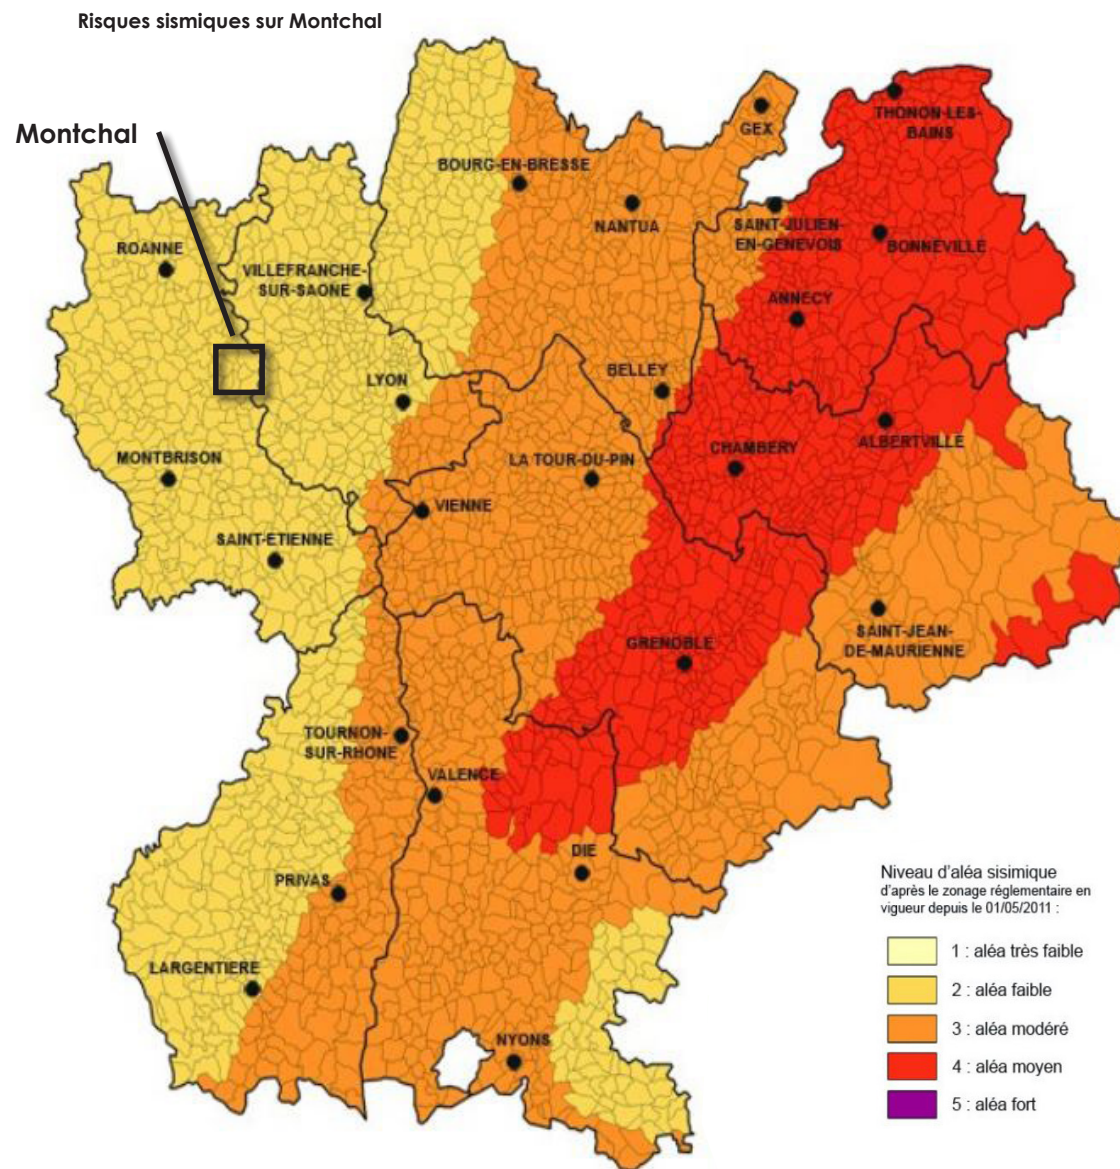 Risques sismiques sur Montchal
Montchal
THONON-LES-
BAINS
GEX
BOURG-EN-BRESSE
NANTUA
SAINT-JULIEN-
EN-GENEVOIS
BONNEVILLE
ROANNE
VILLEFRANCHE-
SUR-SAONE
ANNECY
LYON
BELLEY
ALBERTVILLE
MONTBRISON
LA TOUR-DU-PIN
CHAMBERY
VIENNE
SAINT-ETIENNE
GRENOBLE
SAINT-JEAN-
DE-MAURIENNE
TOURNON-
SUR-RHONE
VALENCE
DIE
PRIVAS
LARGENTIERE
NYONS
Niveau d'aléa sisimique
d'après le zonage réglementaire en
vigueur depuis le 01/05/2011 :
1 : aléa très faible
2 : aléa faible
3 : aléa modéré
4 : aléa moyen
5 : aléa fort